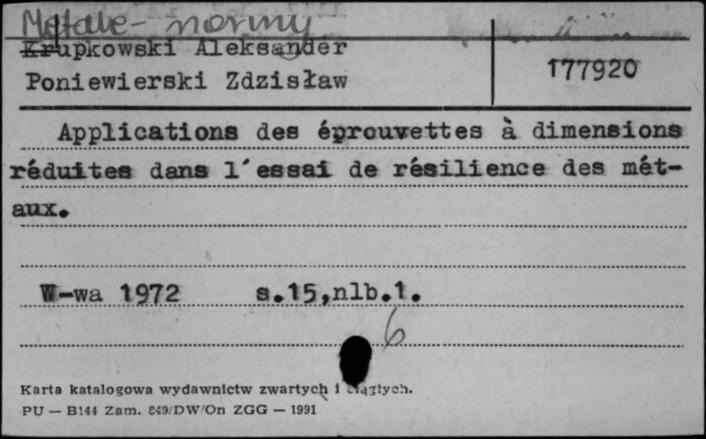 Metale - normy
Krupkowski Aleksander
Poniewierski Zdzisław
177920
Applications des éprouvettes à dimensions
réduites dans l'essai de résilience des mét-
aux.
W-wa 1972 s.15,nlb.1.
6
Karta katalogowa wydawnictw zwartych i ciągłych.
PU — B144 Zam. 849/DW/On ZGG — 1991